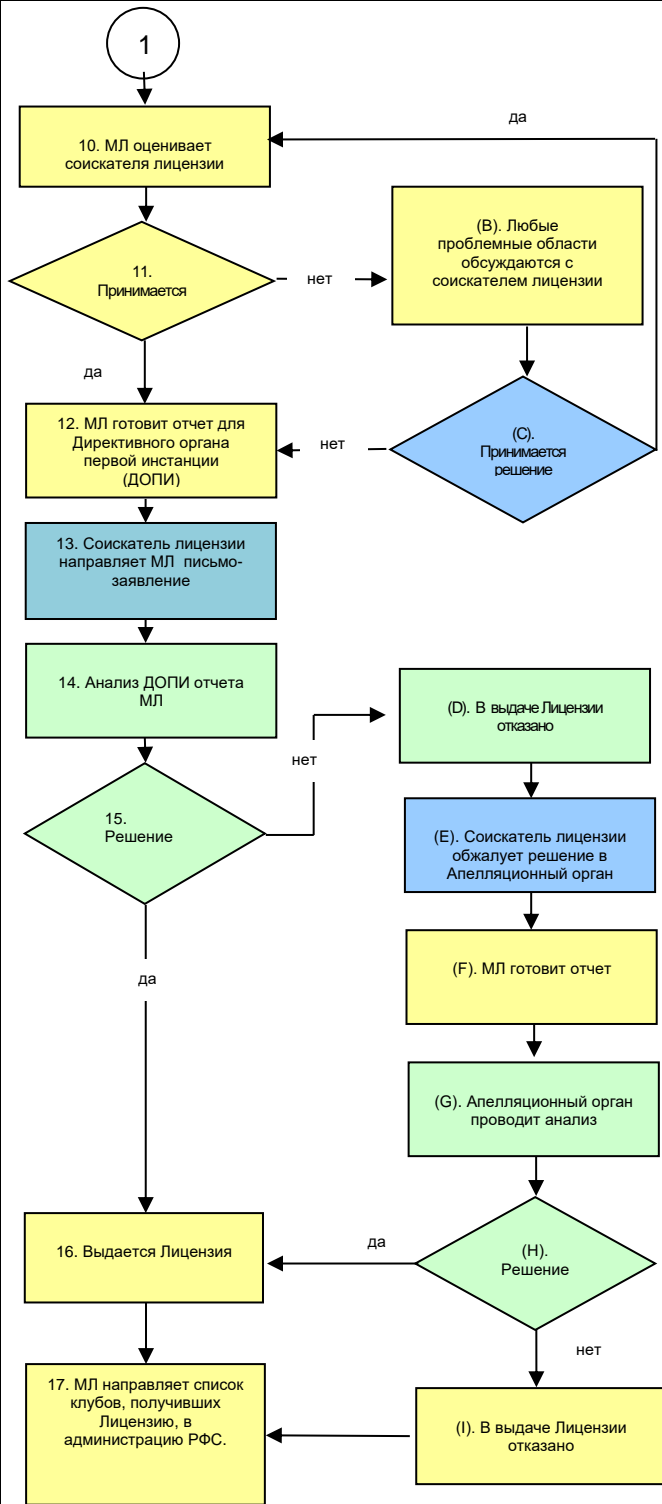 1
да
10. МЛ оценивает
соискателя лицензии
(B). Любые
проблемные области
обсуждаются с
соискателем лицензии
11.
Принимается
нет
да
12. МЛ готовит отчет для
Директивного органа
первой инстанции
(ДОПИ)
нет
(C).
Принимается
решение
13. Соискатель лицензии
направляет МЛ письмо-
заявление
14. Анализ ДОПИ отчета
МЛ
(D). В выдаче Лицензии
отказано
нет
15.
Решение
(E). Соискатель лицензии
обжалует решение в
Апелляционный орган
(F). МЛ готовит отчет
да
(G). Апелляционный орган
проводит анализ
16. Выдается Лицензия
да
(H).
Решение
нет
17. МЛ направляет список
клубов, получивших
Лицензию, в
администрацию РФС.
(I). В выдаче Лицензии
отказано